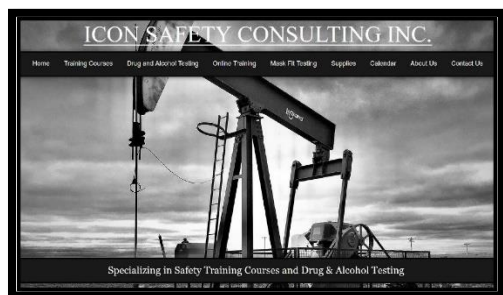 ICON SAFETY CONSULTING INC.
Home Training Courses Drug and Alcohol Testing Online Training Mask Fit Testing Supplies Calendar About Us Contact Us
Specializing in Safety Training Courses and Drug & Alcohol Testing